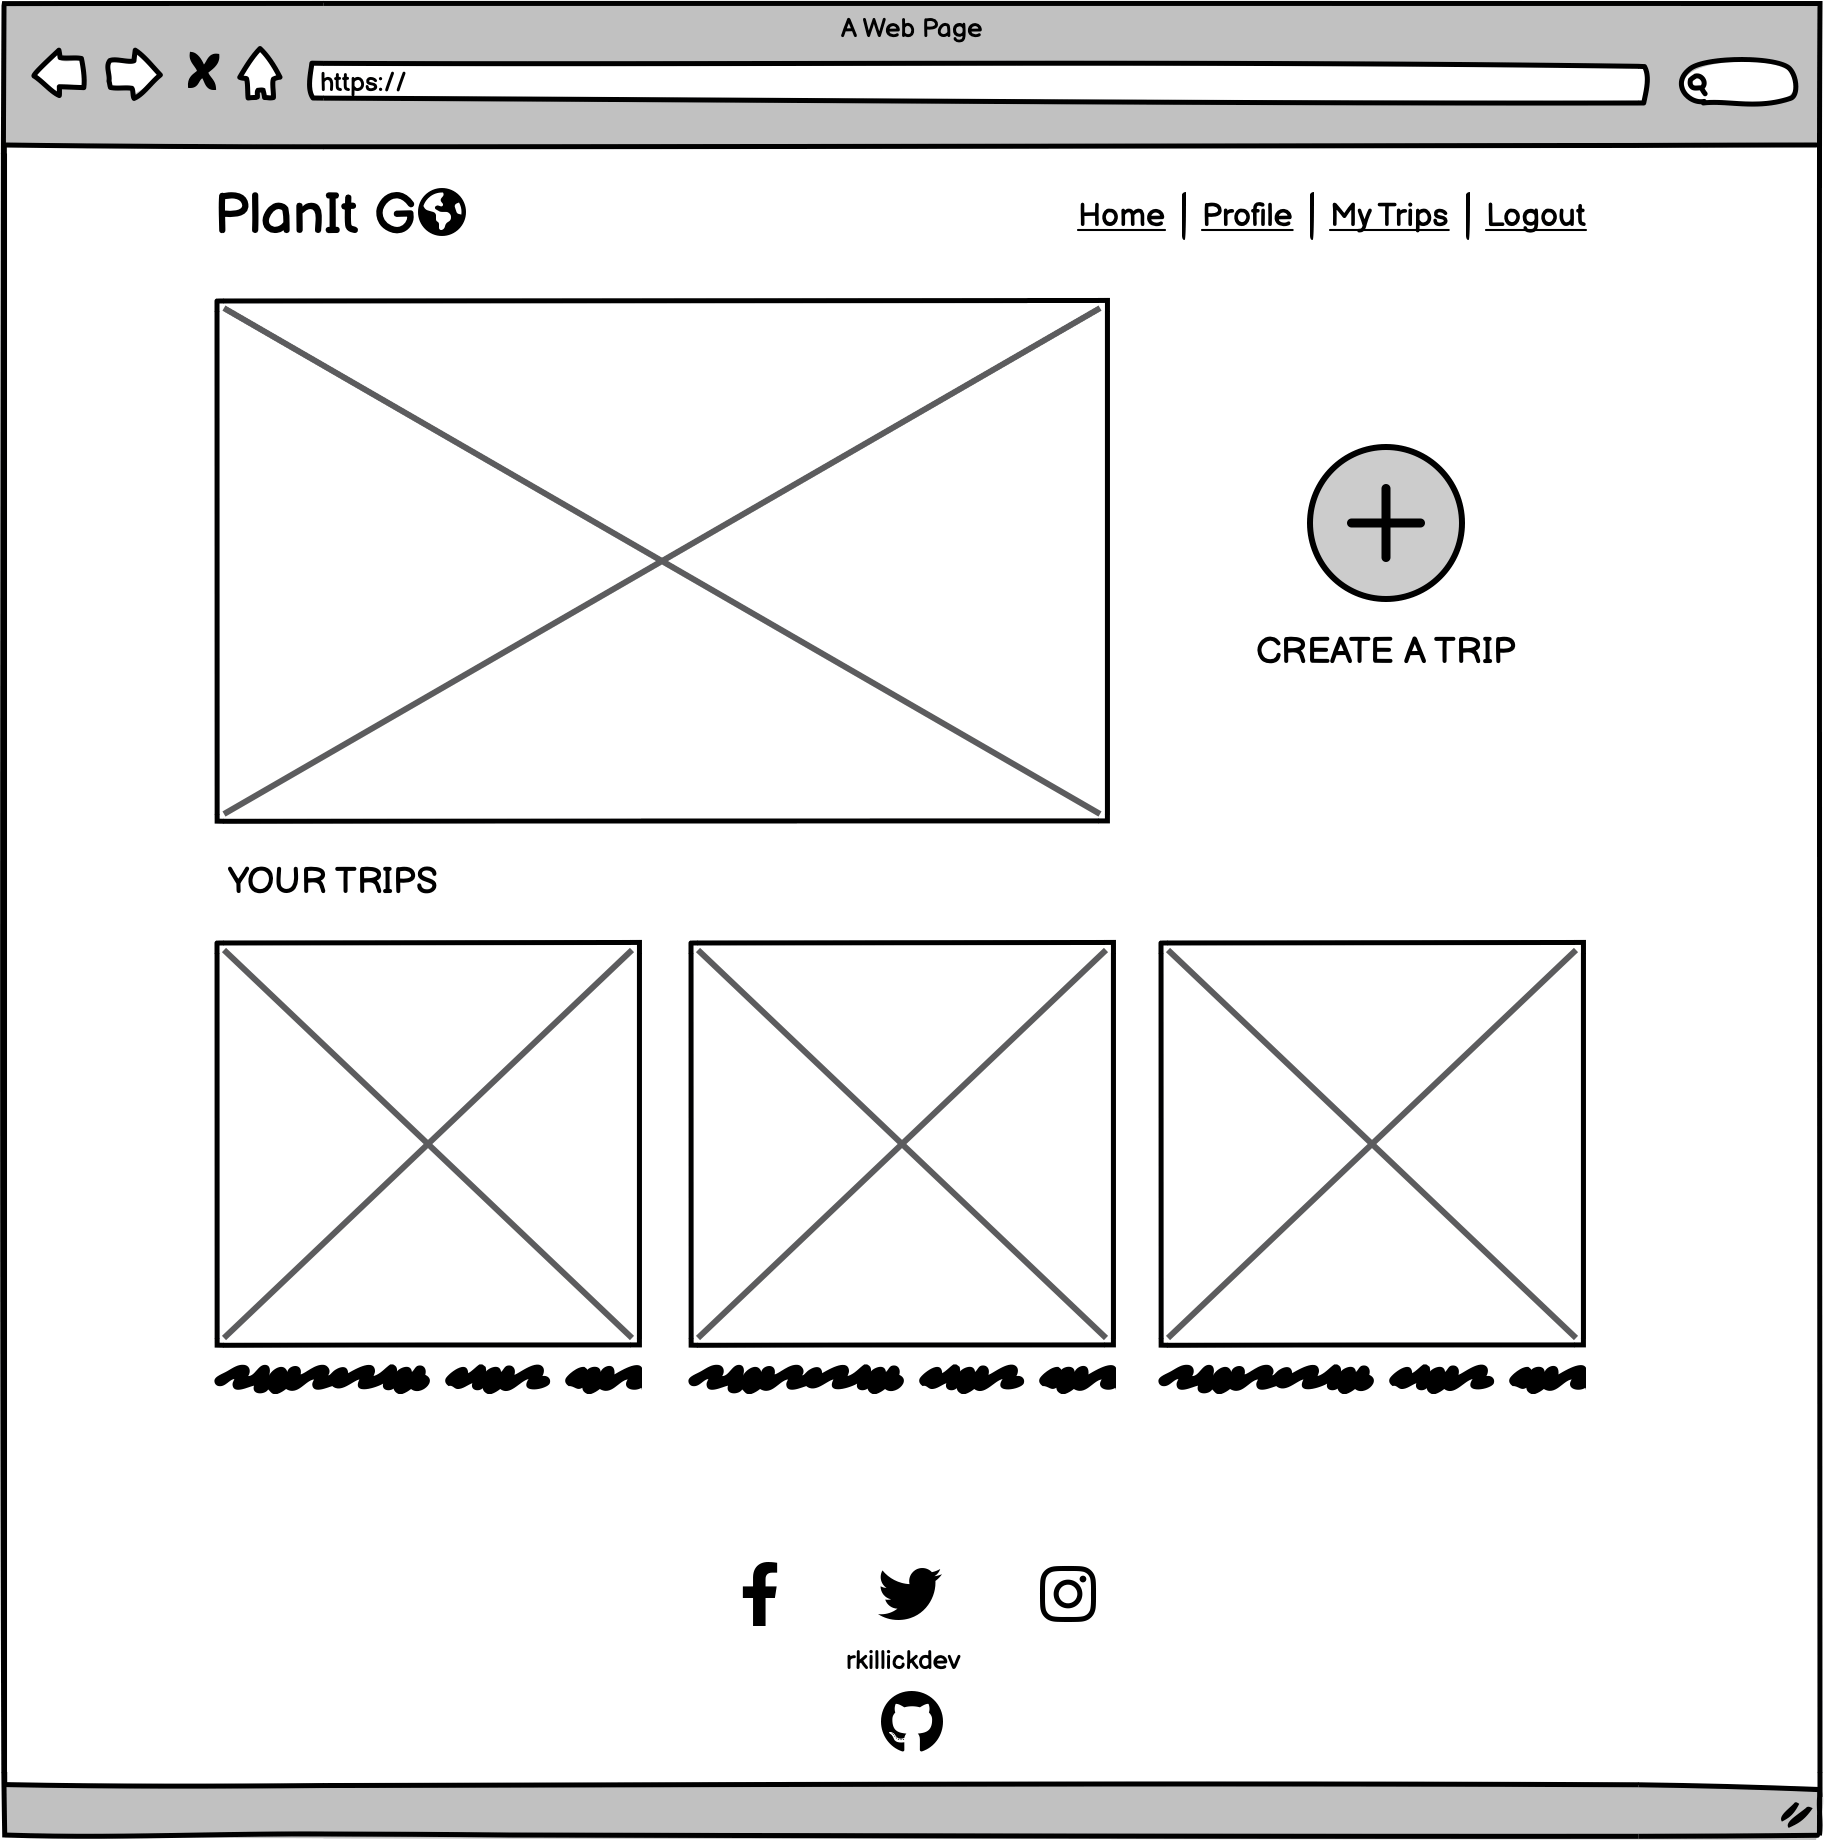 A Web Page
https://
PlanIt G
Home | Profile | My Trips | Logout
CREATE A TRIP
YOUR TRIPS
rkillickdev